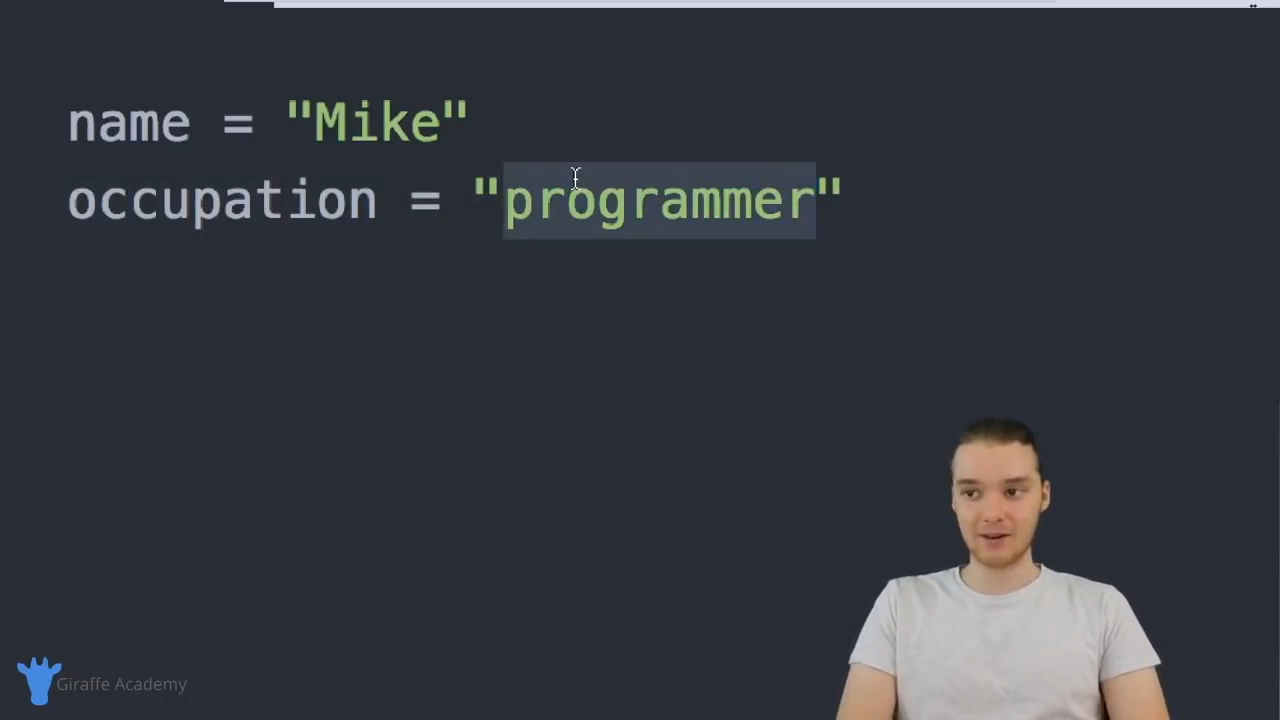 name = "Mike"
occupation = "programmer"
Giraffe Academy